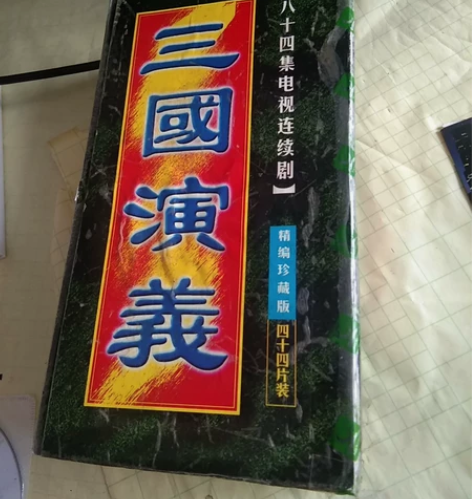 三國演義
八十四集电视连续剧】
精编珍藏版
四十四片装